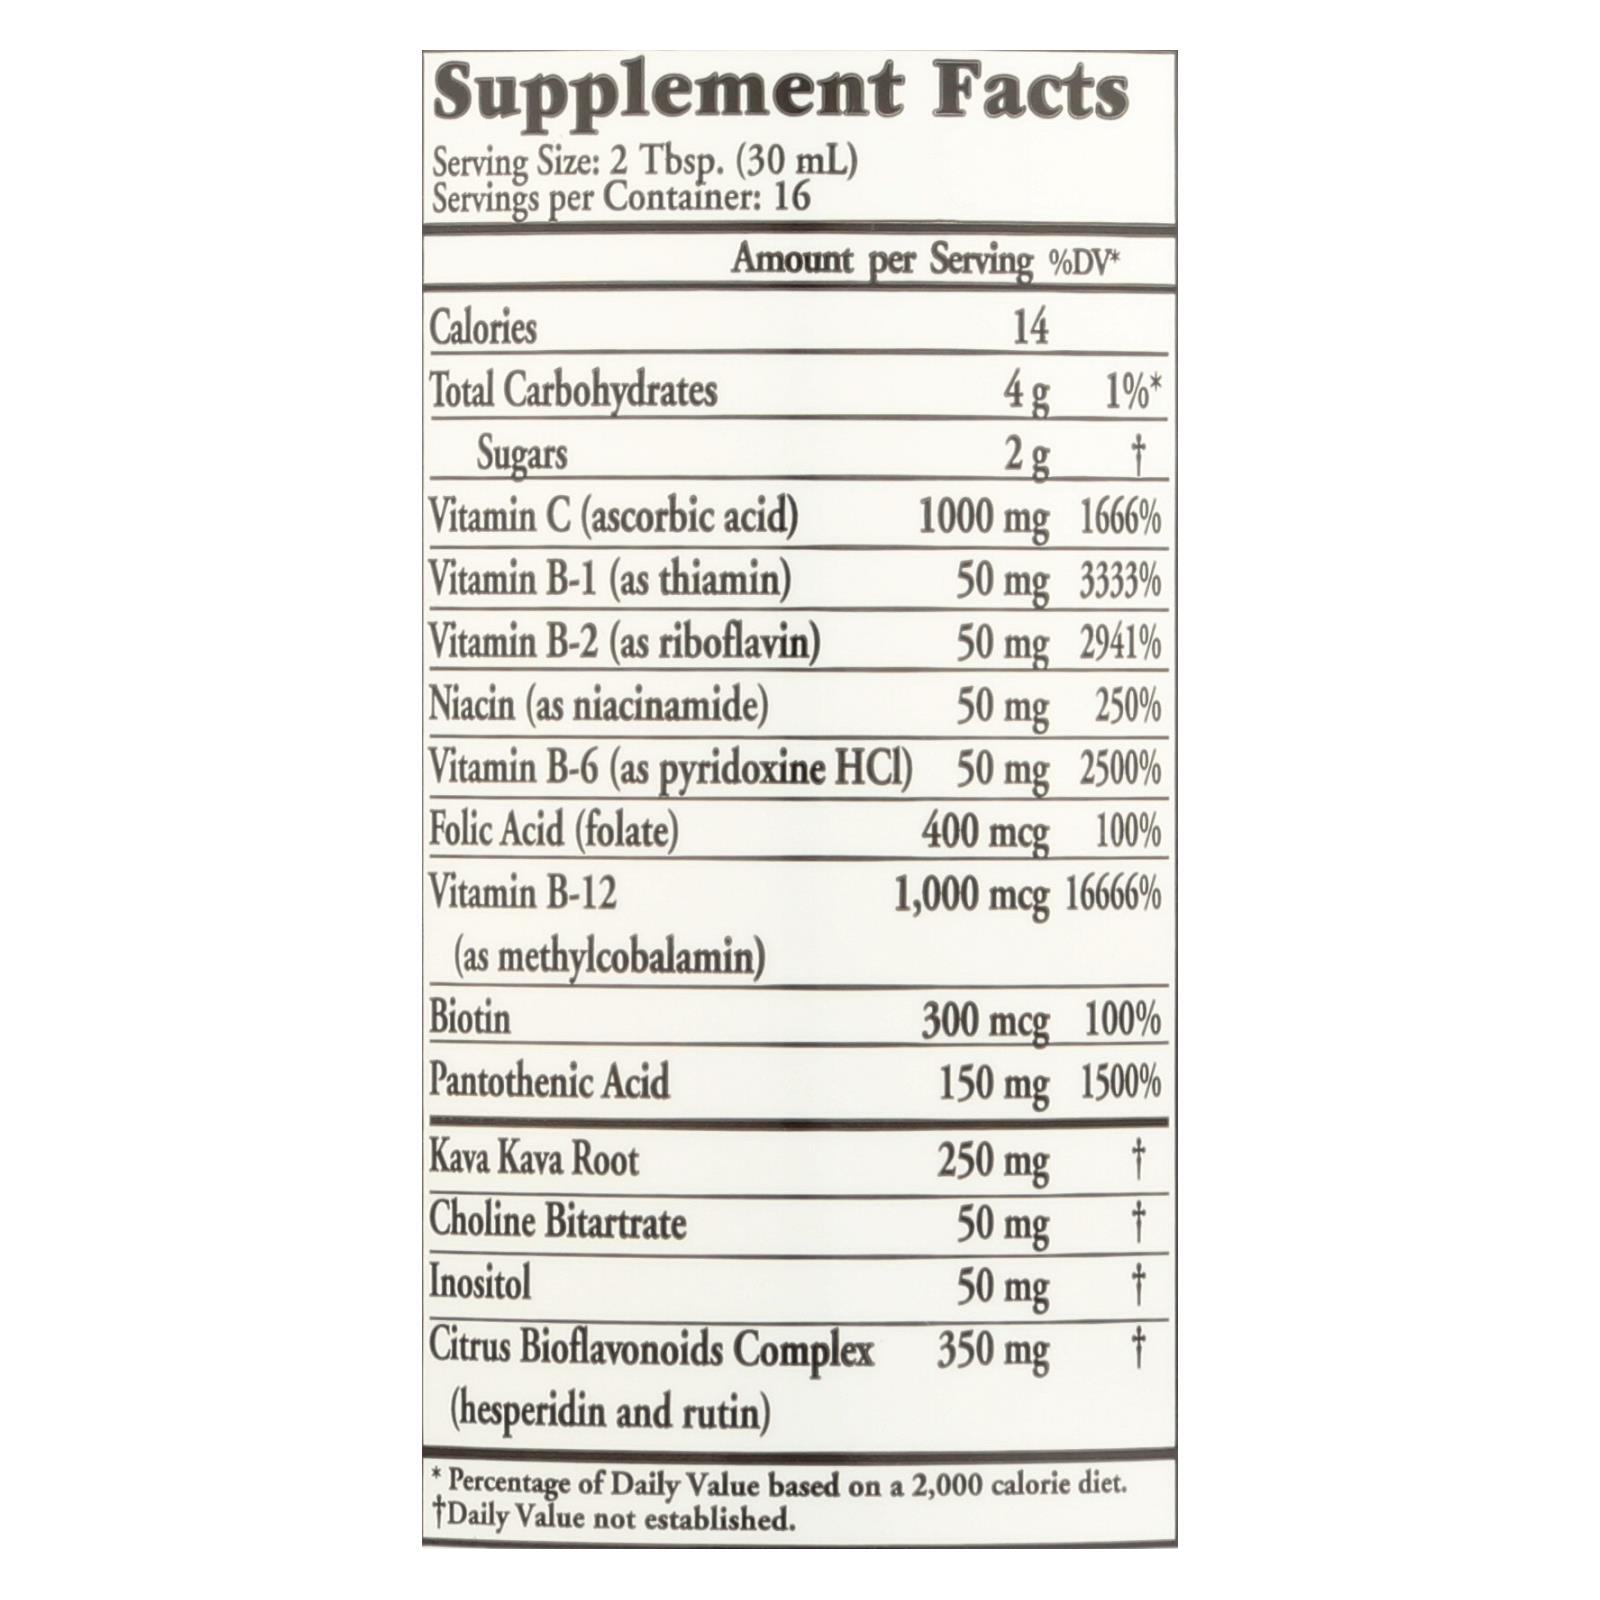 Supplement Facts
Serving Size: 2 Tbsp. (30 mL)
Servings per Container: 16
Amount per Serving %DV*
Calories 14
Total Carbohydrates 4 g 1%*
Sugars 2 g †
Vitamin C (ascorbic acid) 1000 mg 1666%
Vitamin B-1 (as thiamin) 50 mg 3333%
Vitamin B-2 (as riboflavin) 50 mg 2941%
Niacin (as niacinamide) 50 mg 250%
Vitamin B-6 (as pyridoxine HCl) 50 mg 2500%
Folic Acid (folate) 400 mcg 100%
Vitamin B-12 1,000 mcg 16666%
(as methylcobalamin)
Biotin 300 mcg 100%
Pantothenic Acid 150 mg 1500%
Kava Kava Root 250 mg †
Choline Bitartrate 50 mg †
Inositol 50 mg †
Citrus Bioflavonoids Complex 350 mg †
(hesperidin and rutin)
* Percentage of Daily Value based on a 2,000 calorie diet.
†Daily Value not established.